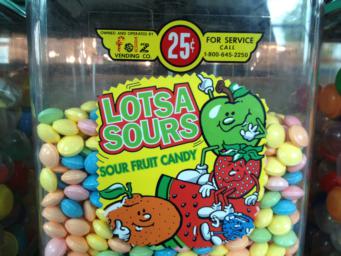 OWNED AND OPERATED BY
folz
VENDING CO.
25¢
FOR SERVICE
CALL
1-800-645-2250
LOTSA
SOURS
SOUR FRUIT CANDY